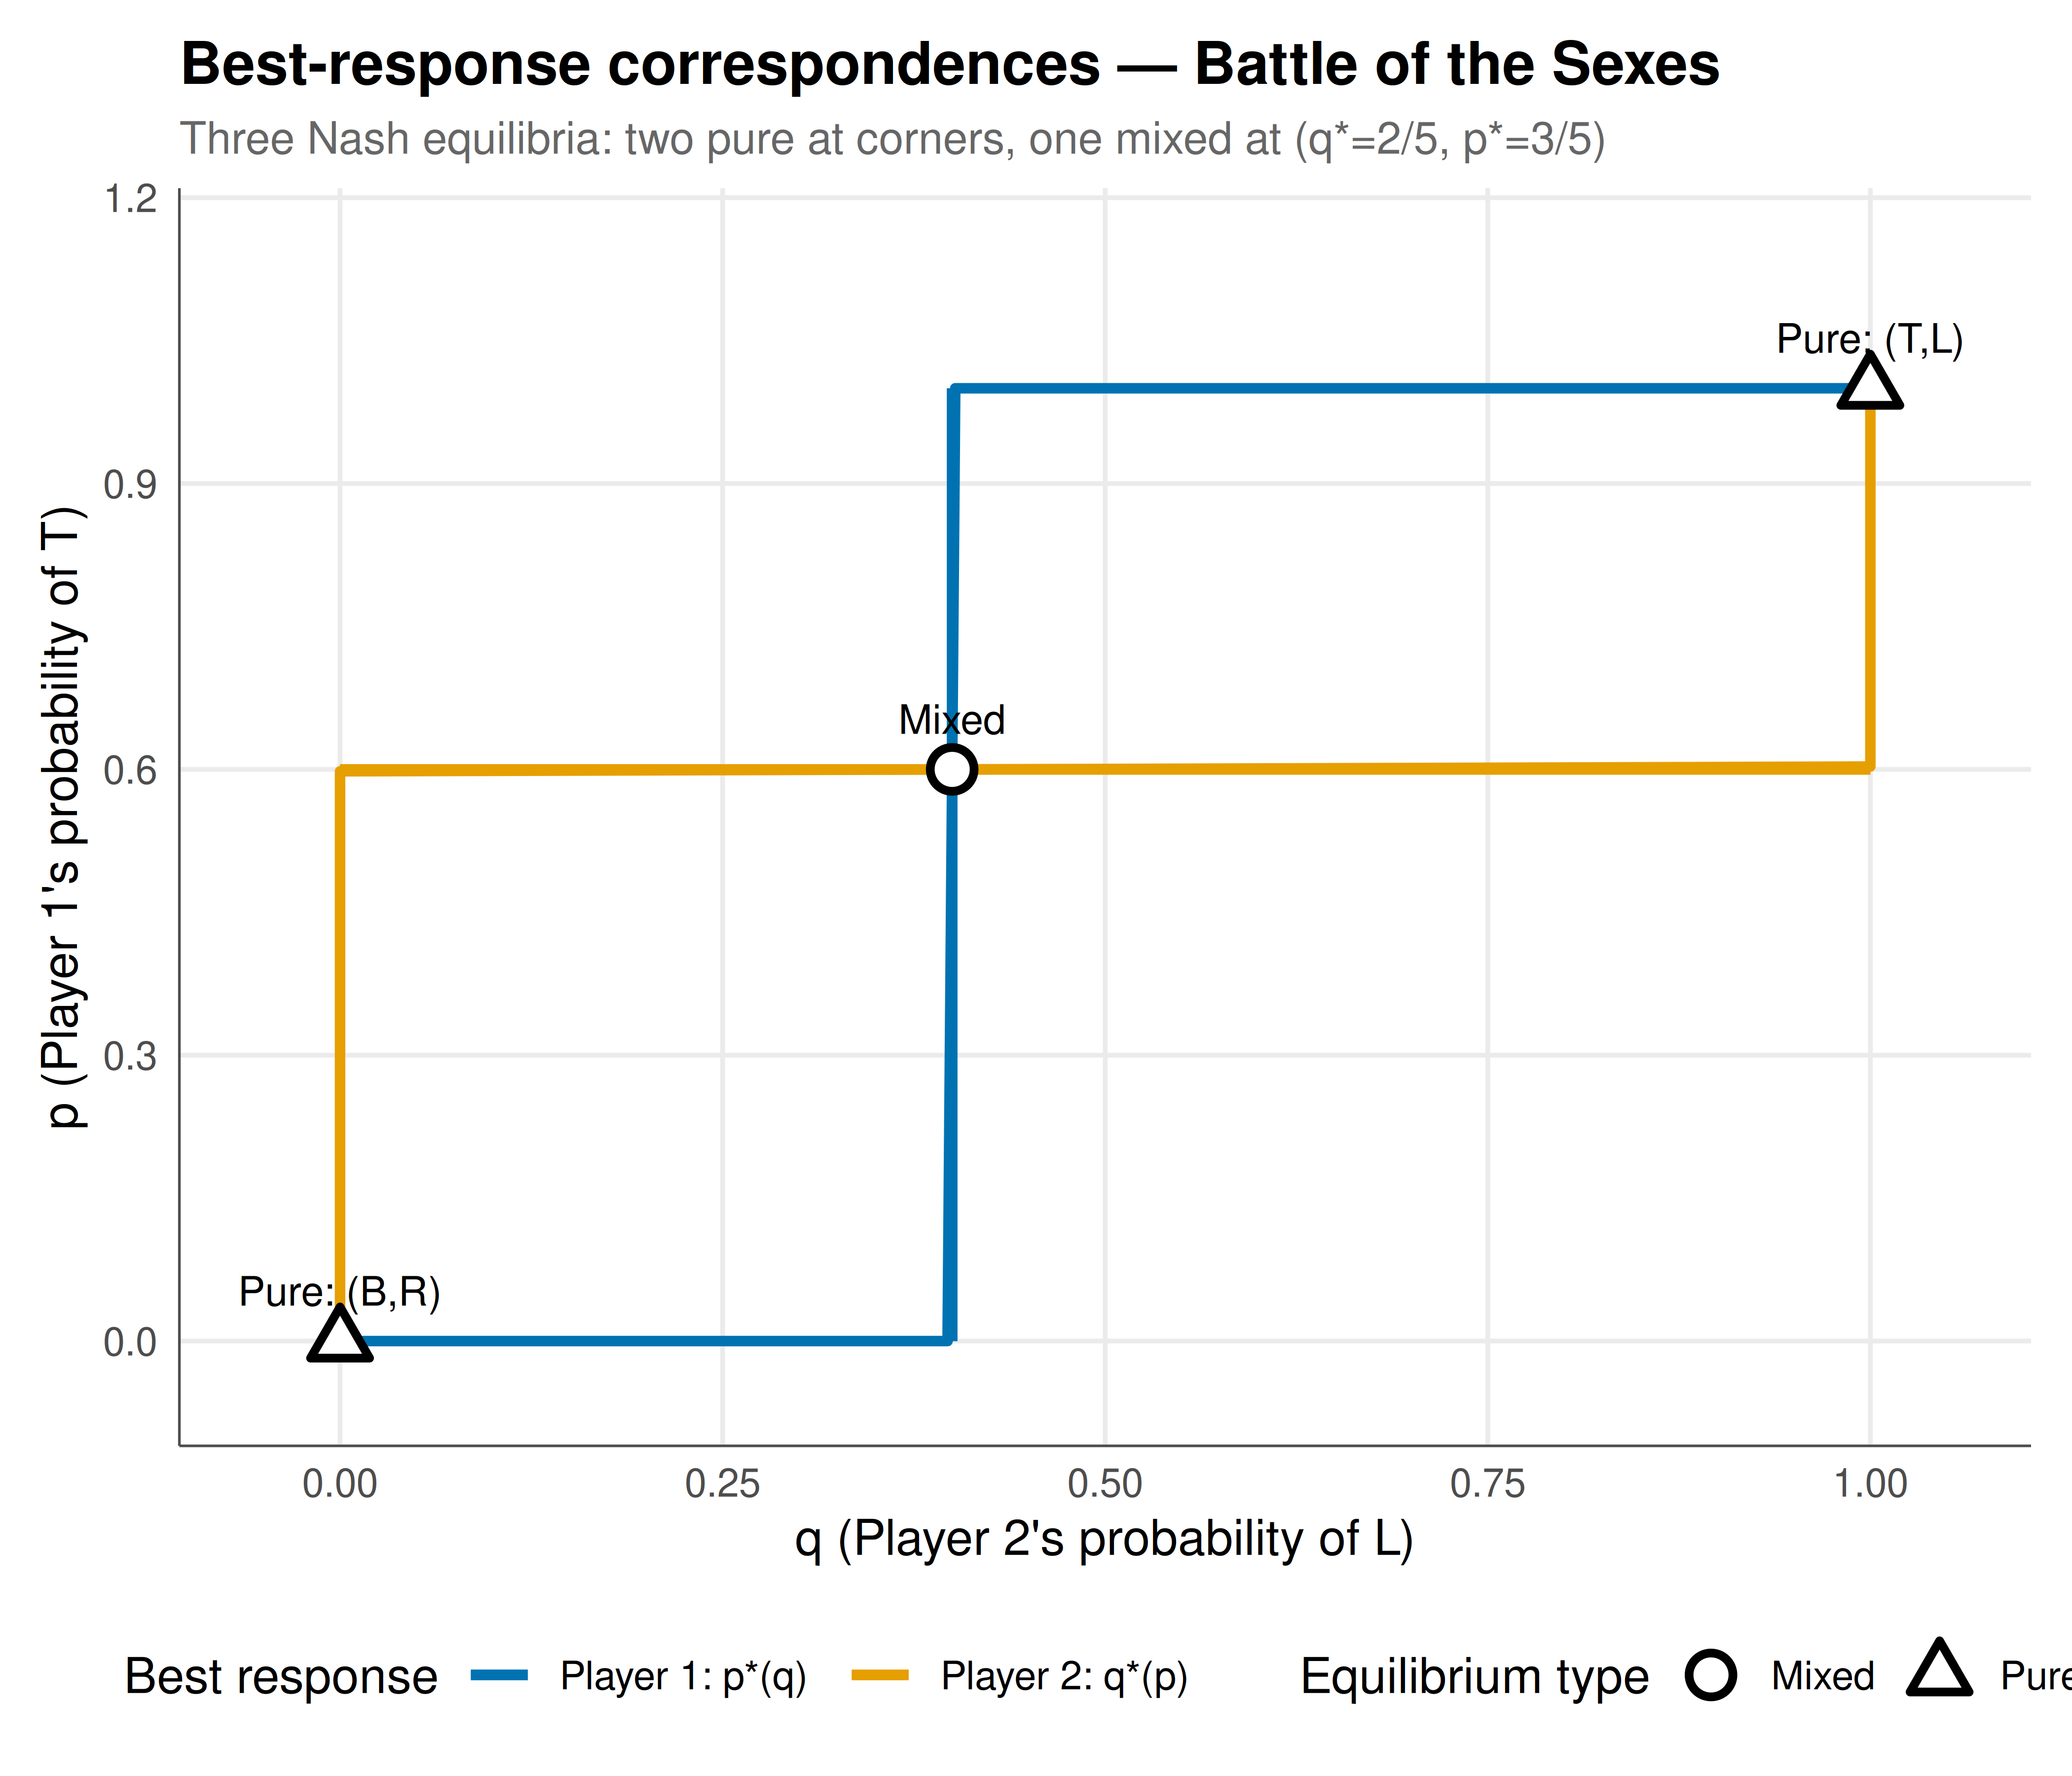 Best-response correspondences — Battle of the Sexes
Three Nash equilibria: two pure at corners, one mixed at (q*=2/5, p*=3/5)
p (Player 1's probability of T)
1.2
0.9
0.6
0.3
0.0
Pure: (T,L)
Mixed
Pure: (B,R)
0.00 0.25 0.50 0.75 1.00
q (Player 2's probability of L)
Best response Player 1: p*(q) Player 2: q*(p) Equilibrium type Mixed Pure